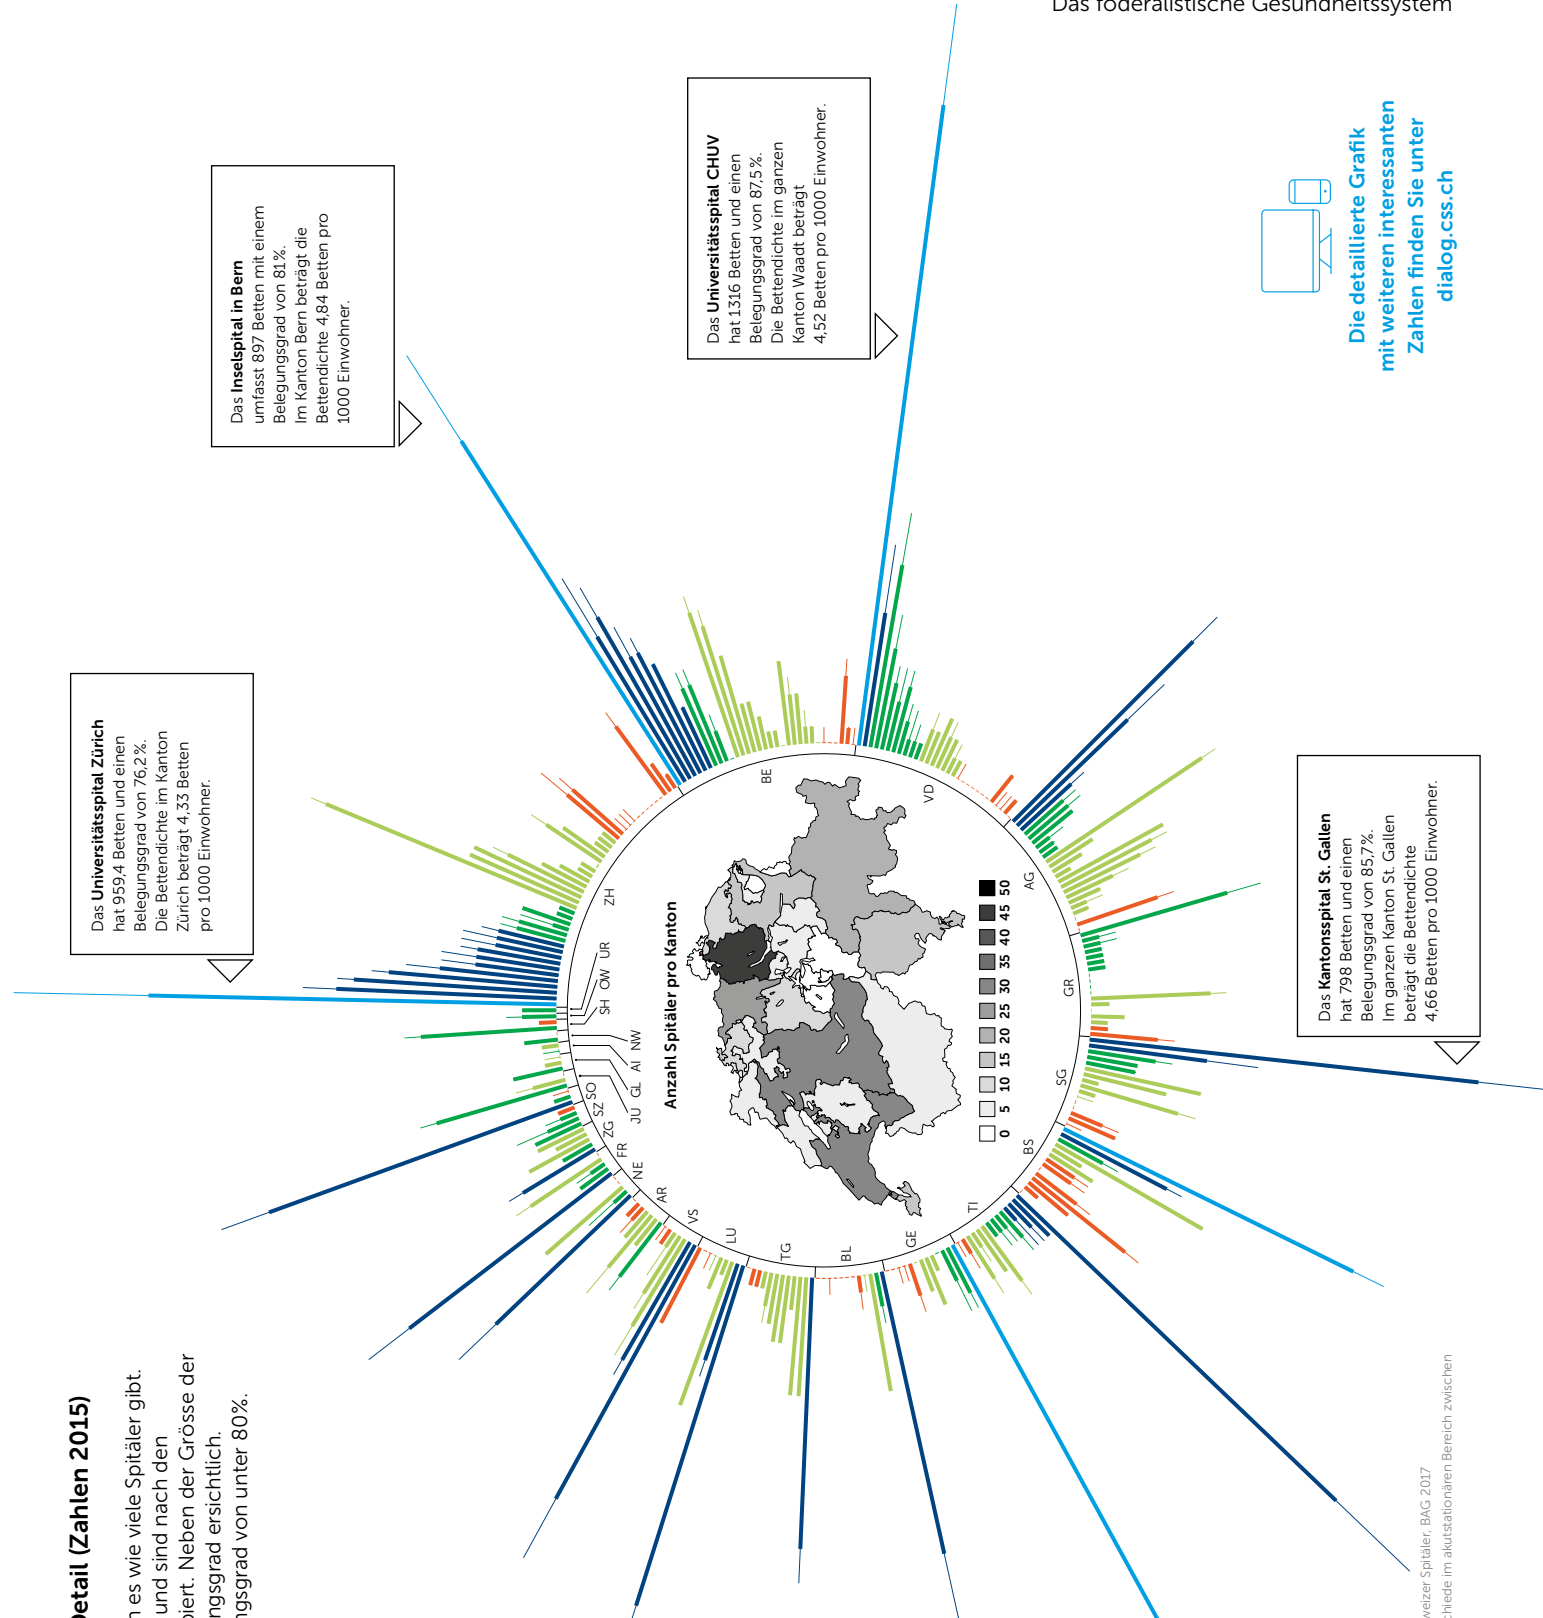 Das föderalistische Gesundheitssystem
Detail (Zahlen 2015)
n es wie viele Spitäler gibt.
und sind nach den
piert. Neben der Grösse der
ngsgrad ersichtlich.
ngsgrad von unter 80%.
Das Universitätsspital Zürich
hat 959,4 Betten und einen
Belegungsgrad von 76,2%.
Die Bettendichte im Kanton
Zürich beträgt 4,33 Betten
pro 1000 Einwohner.
Das Inselspital in Bern
umfasst 897 Betten mit einem
Belegungsgrad von 81%.
Im Kanton Bern beträgt die
Bettendichte 4,84 Betten pro
1000 Einwohner.
Das Universitätsspital CHUV
hat 1316 Betten und einen
Belegungsgrad von 87,5%.
Die Bettendichte im ganzen
Kanton Waadt beträgt
4,52 Betten pro 1000 Einwohner.
Das Kantonsspital St. Gallen
hat 798 Betten und einen
Belegungsgrad von 85,7%.
Im ganzen Kanton St. Gallen
beträgt die Bettendichte
4,66 Betten pro 1000 Einwohner.
Die detaillierte Grafik
mit weiteren interessanten
Zahlen finden Sie unter
dialog.css.ch
ZH
BE
VD
AG
GR
SG
BS
TI
GE
BL
TG
LU
VS
AR
NE
FR
ZG
SZ
SO
JU
GL
AI
NW
SH
OW
UR
Anzahl Spitäler pro Kanton
0
5
10
15
20
25
30
35
40
45
50
weizer Spitäler, BAG 2017
chiede im akutstationären Bereich zwischen